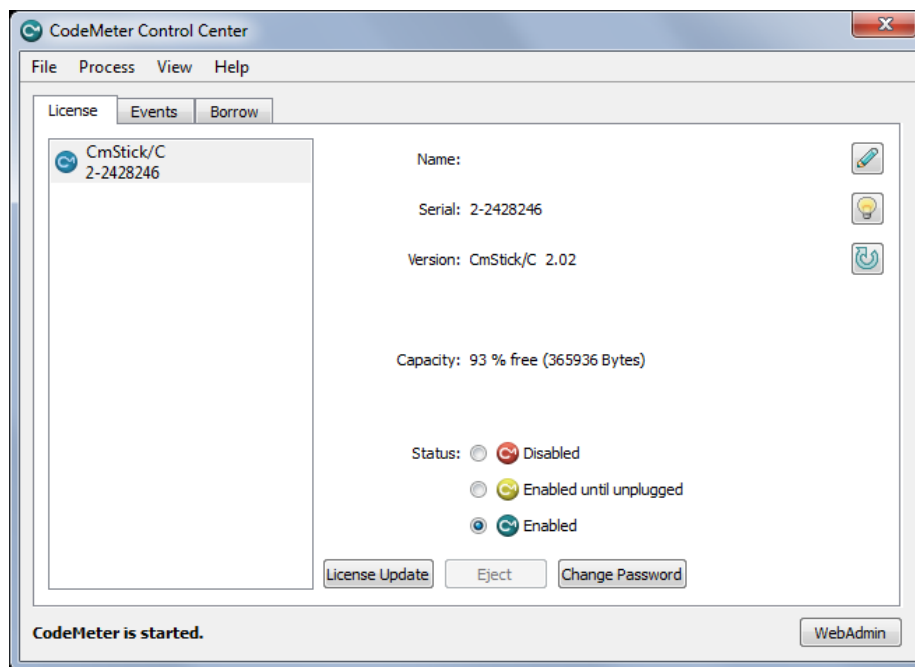 CodeMeter Control Center
File Process View Help
License Events Borrow
CmStick/C
2-2428246
Name:
Serial: 2-2428246
Version: CmStick/C 2.02
Capacity: 93 % free (365936 Bytes)
Status: Disabled
Enabled until unplugged
Enabled
License Update Eject Change Password
CodeMeter is started. WebAdmin